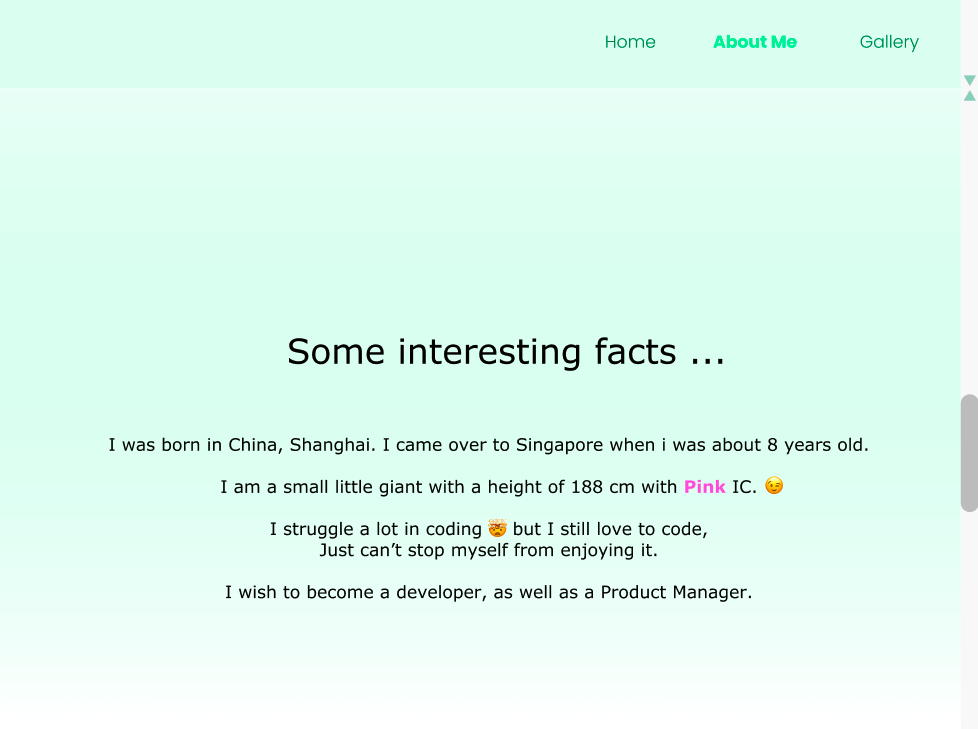 Home About Me Gallery
Some interesting facts ...
I was born in China, Shanghai. I came over to Singapore when i was about 8 years old.
I am a small little giant with a height of 188 cm with Pink IC. 😉
I struggle a lot in coding 🤯 but I still love to code,
Just can’t stop myself from enjoying it.
I wish to become a developer, as well as a Product Manager.